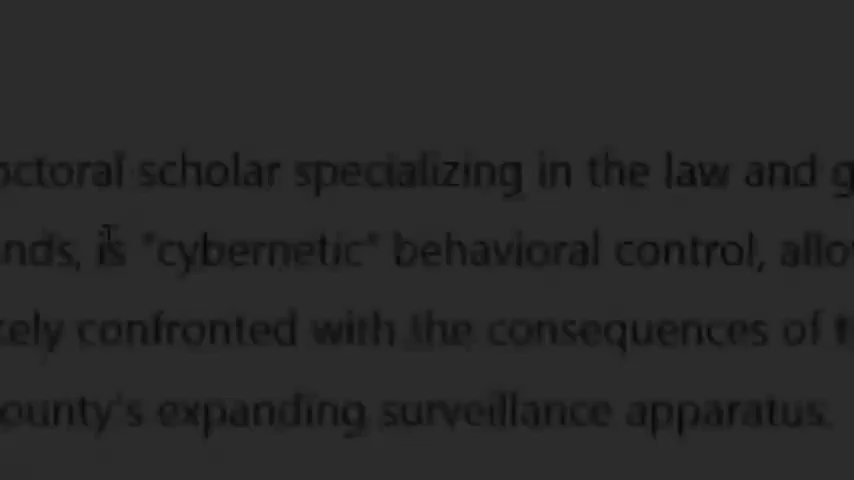 octoral scholar specializing in the law and g
nds, is "cybernetic" behavioral control, allo
ely confronted with the consequences of t
ounty's expanding surveillance apparatus.